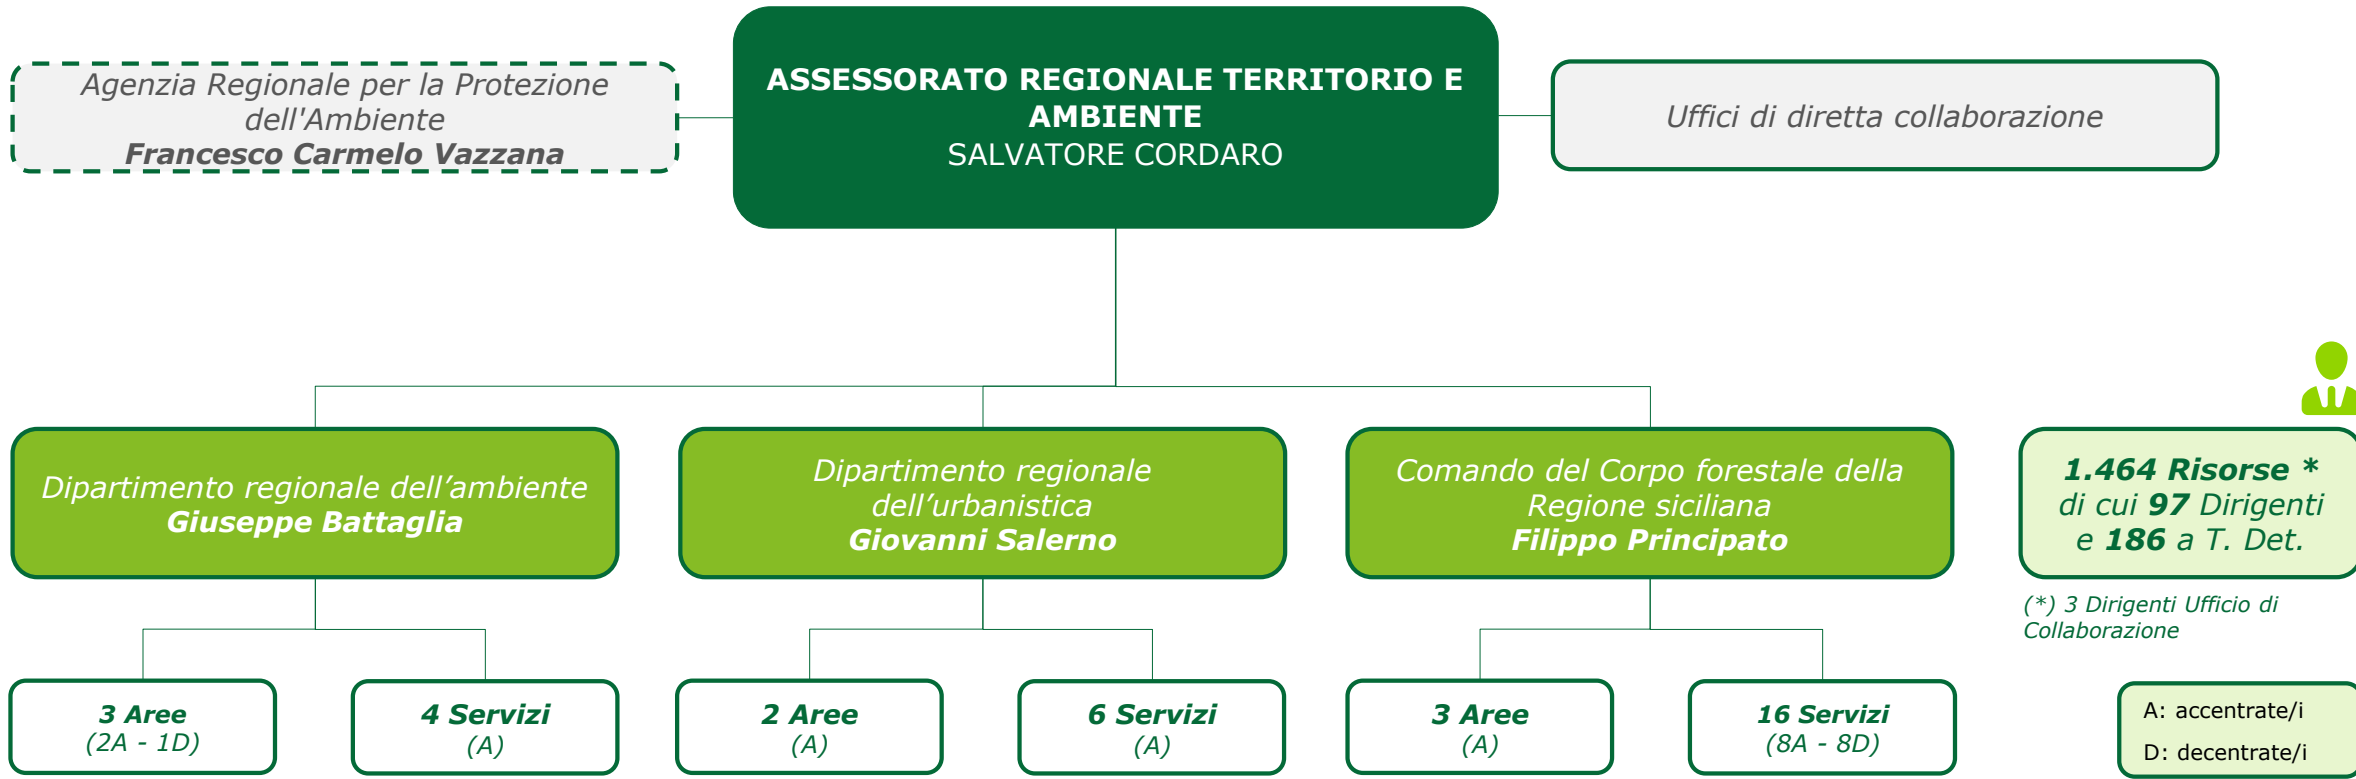 Agenzia Regionale per la Protezione
dell'Ambiente
Francesco Carmelo Vazzana
ASSESSORATO REGIONALE TERRITORIO E
AMBIENTE
SALVATORE CORDARO
Uffici di diretta collaborazione
Dipartimento regionale dell’ambiente
Giuseppe Battaglia
Dipartimento regionale
dell’urbanistica
Giovanni Salerno
Comando del Corpo forestale della
Regione siciliana
Filippo Principato
1.464 Risorse *
di cui 97 Dirigenti
e 186 a T. Det.
(*) 3 Dirigenti Ufficio di
Collaborazione
3 Aree
(2A - 1D)
4 Servizi
(A)
2 Aree
(A)
6 Servizi
(A)
3 Aree
(A)
16 Servizi
(8A - 8D)
A: accentrate/i
D: decentrate/i